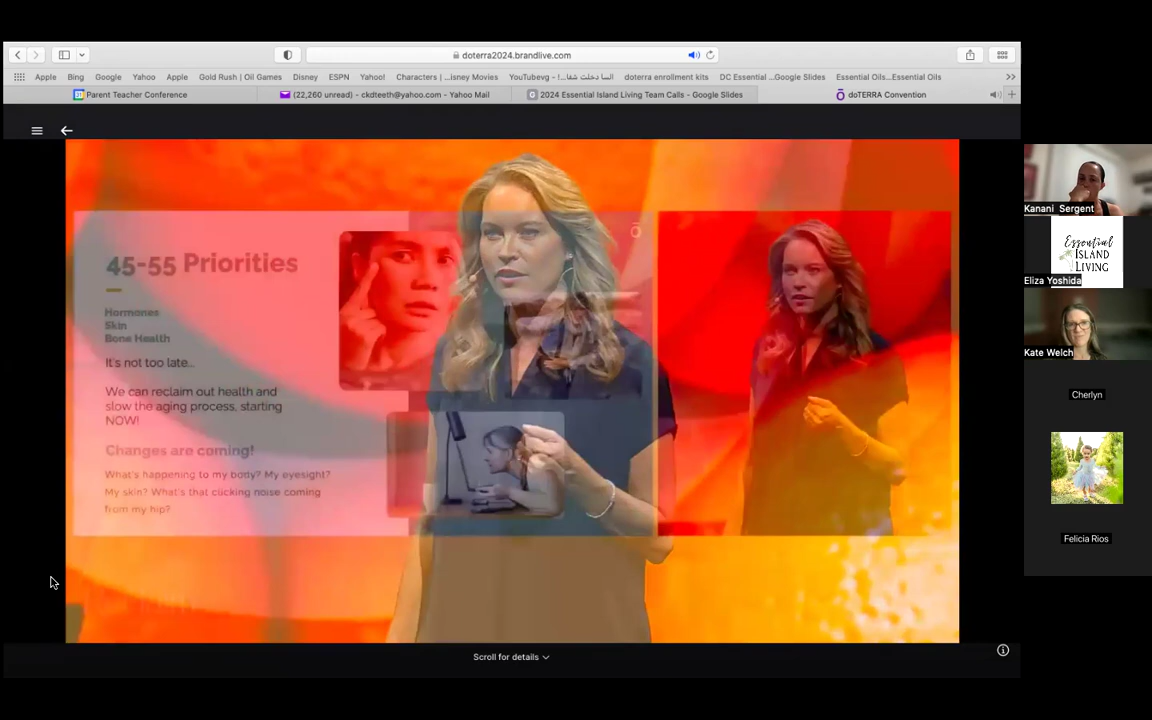 doterra2024.brandlive.com
Apple Bing Google Yahoo Apple Gold Rush | Oil Games Disney ESPN Yahoo! Characters | ...isney Movies YouTubevg - !...السا دخلت شفا doterra enrollment kits DC Essential ...Google Slides Essential Oils...Essential Oils
Parent Teacher Conference
(22,260 unread) - ckdteeth@yahoo.com - Yahoo Mail
2024 Essential Island Living Team Calls - Google Slides
doTERRA Convention
45-55 Priorities
Hormones
Skin
Bone Health
It's not too late...
We can reclaim out health and
slow the aging process, starting
NOW!
Changes are coming!
What's happening to my body? My eyesight?
My skin? What's that clicking noise coming
from my hip?
Scroll for details
Kanani Sergent
Essential
ISLAND
LIVING
Eliza Yoshida
Kate Welch
Cherlyn
Felicia Rios